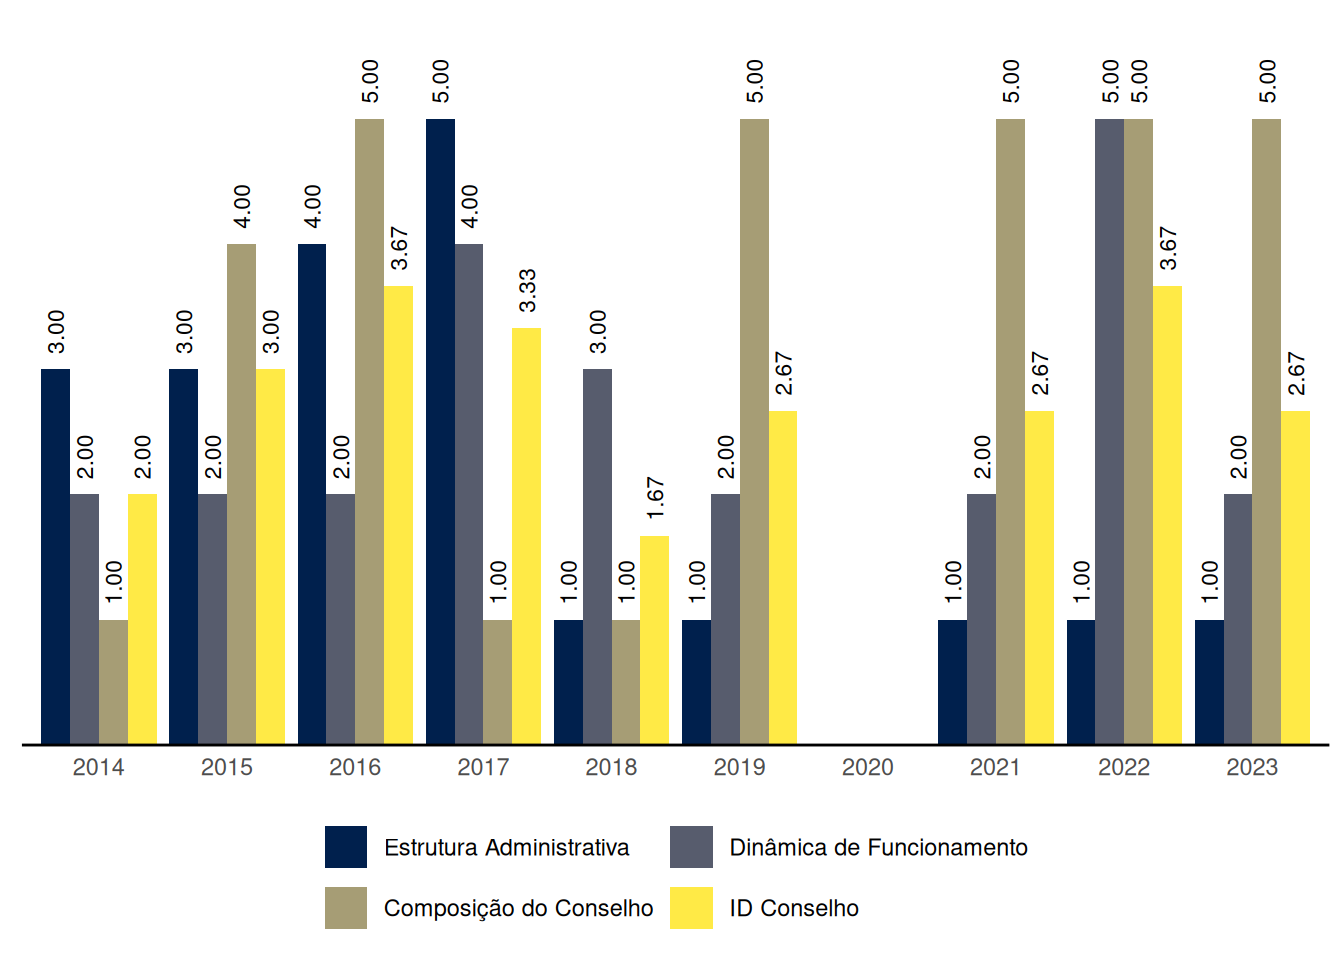 3.00 2.00 1.00 2.00 3.00 2.00 4.00 3.00 4.00 2.00 5.00 3.67 5.00 4.00 1.00 3.33 1.00 3.00 1.00 1.67 1.00 2.00 5.00 2.67 1.00 2.00 5.00 2.67 1.00 5.00 5.00 3.67 1.00 2.00 5.00 2.67
2014 2015 2016 2017 2018 2019 2020 2021 2022 2023
Estrutura Administrativa Dinâmica de Funcionamento
Composição do Conselho ID Conselho